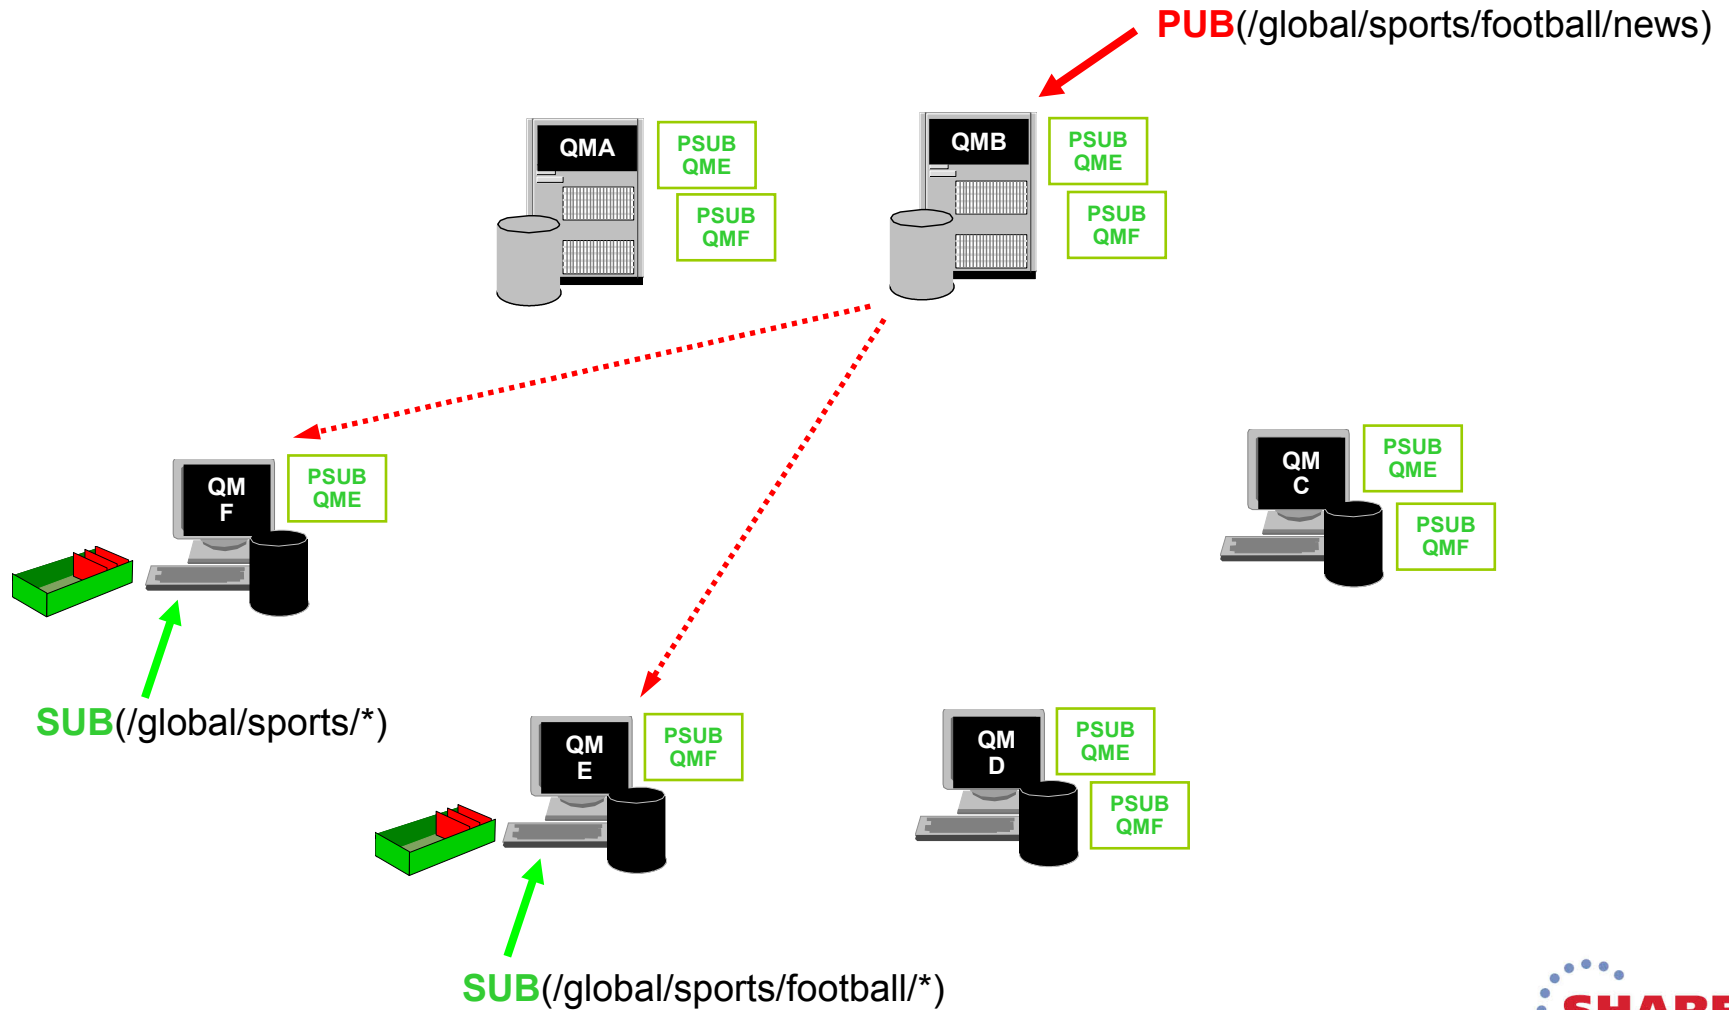 PUB(/global/sports/football/news)
QMA
PSUB
QME
PSUB
QMF
QMB
PSUB
QME
PSUB
QMF
QM
F
PSUB
QME
QM
C
PSUB
QME
PSUB
QMF
SUB(/global/sports/*)
QM
E
PSUB
QMF
QM
D
PSUB
QME
PSUB
QMF
SUB(/global/sports/football/*)
SHARE